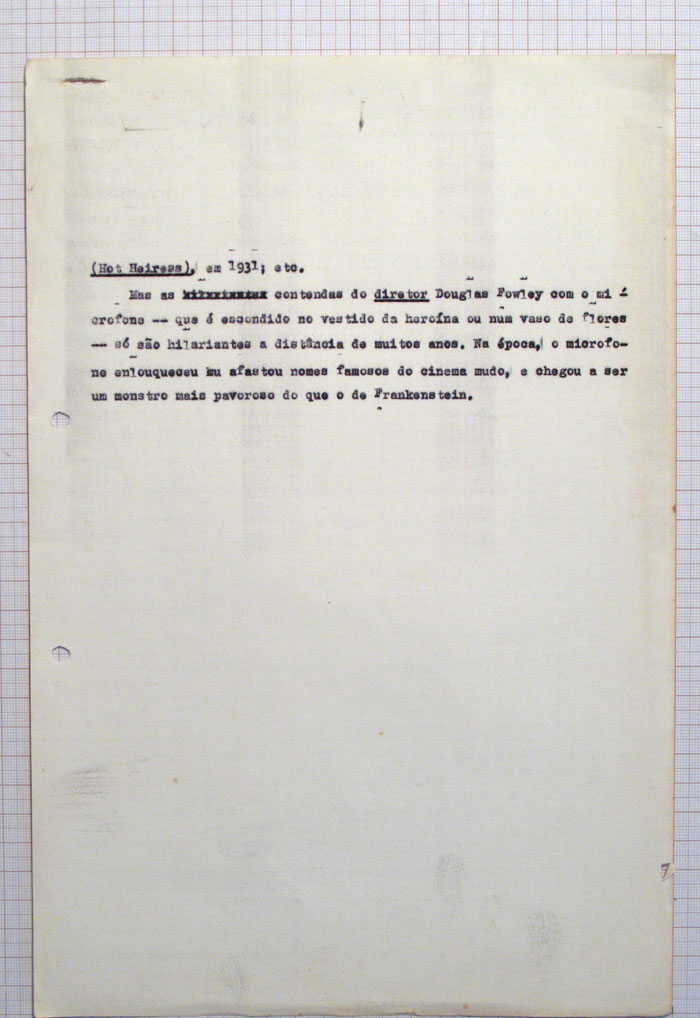 (Hot Heiress), em 1931; etc.
Mas as contendas do diretor Douglas Fowley com o mi
crofone -- que é escondido no vestido da heroína ou num vaso de flores
-- só são hilariantes a distância de muitos anos. Na época, o microfo-
ne enlouqueceu ou afastou nomes famosos do cinema mudo, e chegou a ser
um monstro mais pavoroso do que o de Frankenstein.
7